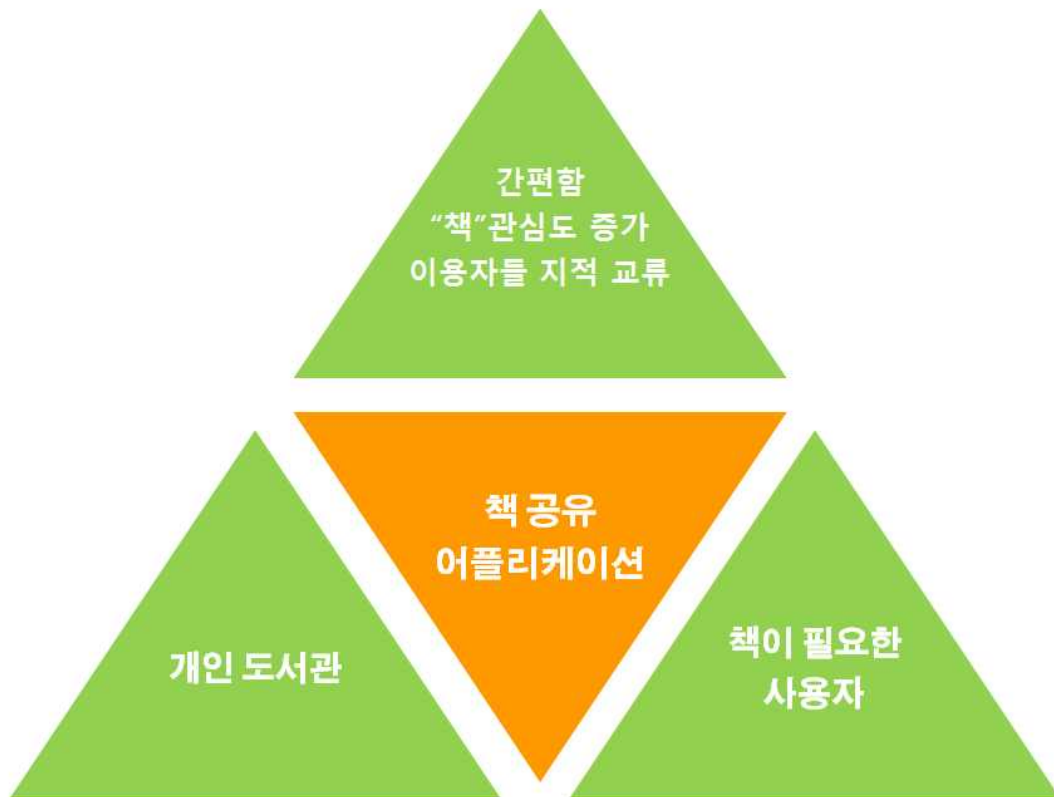 간편함
“책”관심도 증가
이용자들 지적 교류
책 공유
어플리케이션
개인 도서관
책이 필요한
사용자